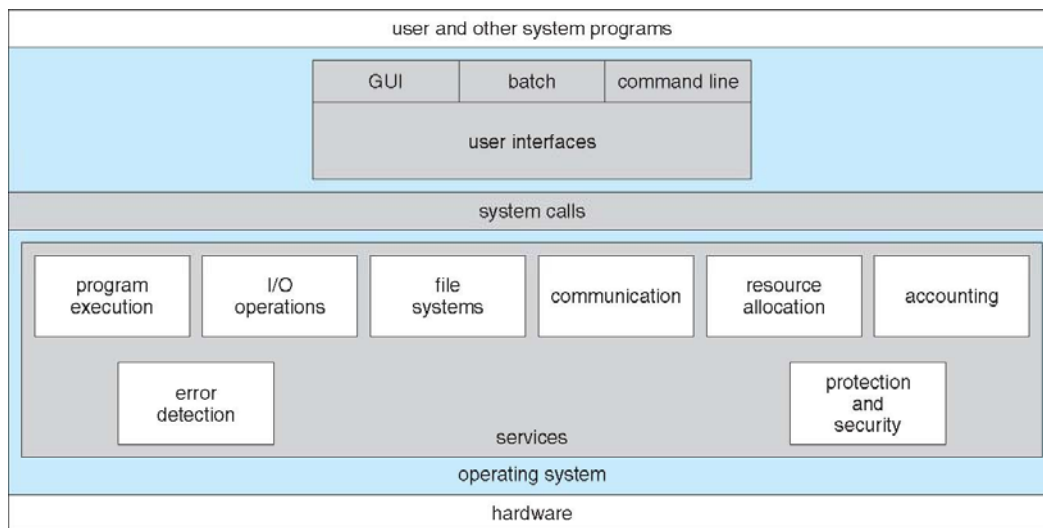 user and other system programs
GUI batch command line
user interfaces
system calls
program
execution
I/O
operations
file
systems
communication
resource
allocation
accounting
error
detection
protection
and
security
services
operating system
hardware